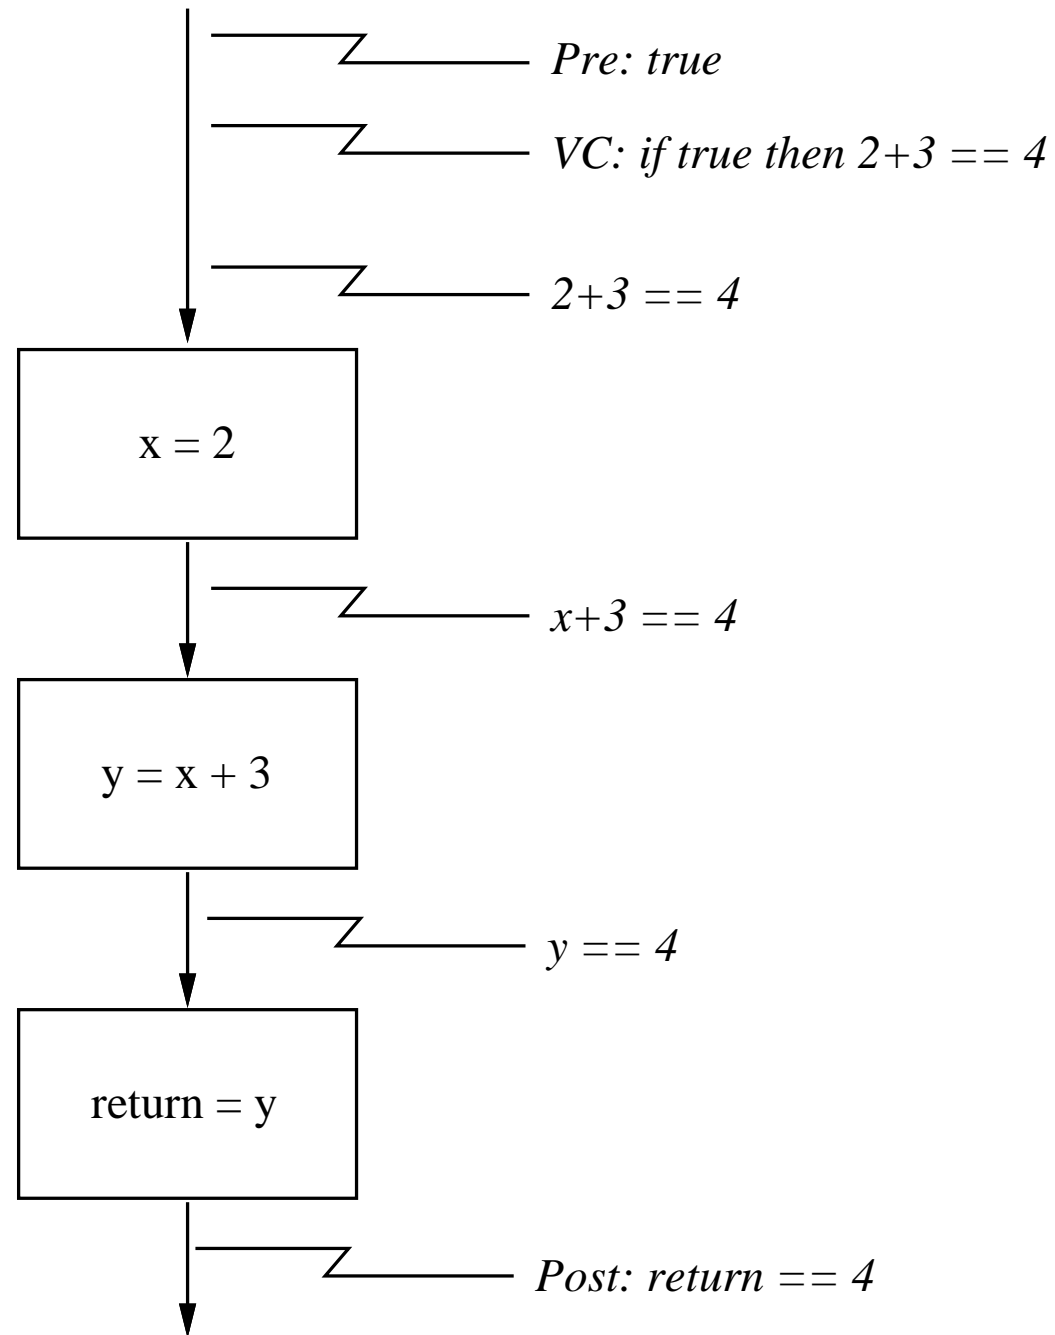 Pre: true
VC: if true then 2+3 == 4
2+3 == 4
x = 2
x+3 == 4
y = x + 3
y == 4
return = y
Post: return == 4